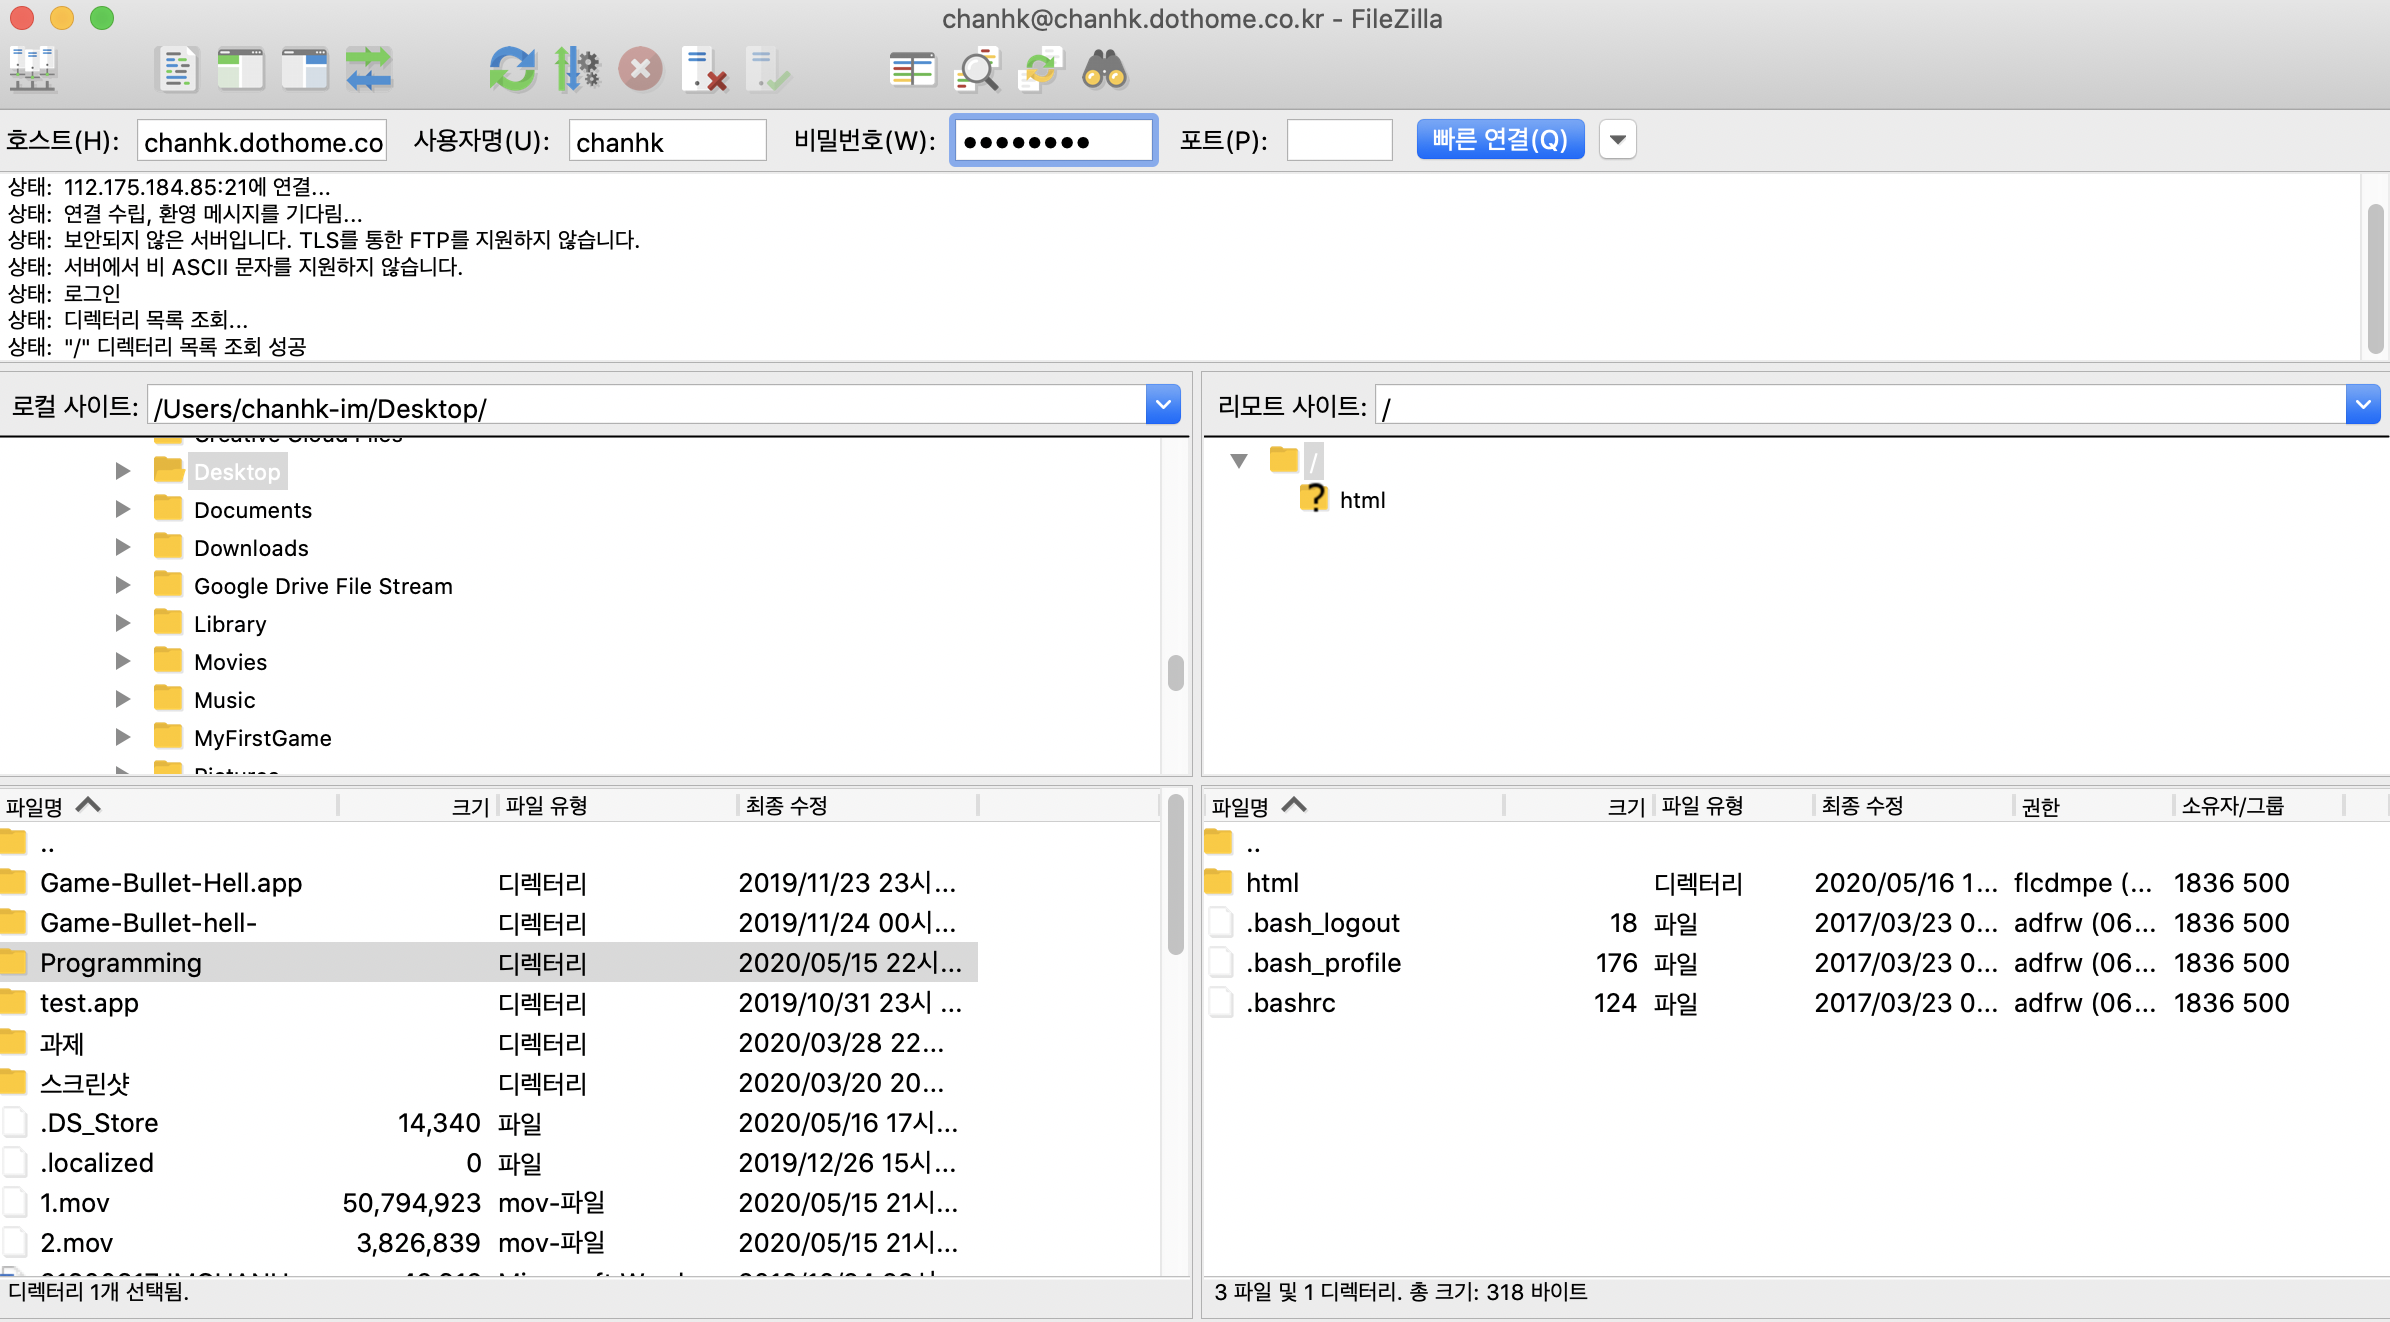 chanhk@chanhk.dothome.co.kr - FileZilla
호스트(H): chanhk.dothome.co 사용자명(U): chanhk 비밀번호(W): ●●●●●●●● 포트(P): 빠른 연결(Q)
상태: 112.175.184.85:21에 연결...
상태: 연결 수립, 환영 메시지를 기다림...
상태: 보안되지 않은 서버입니다. TLS를 통한 FTP를 지원하지 않습니다.
상태: 서버에서 비 ASCII 문자를 지원하지 않습니다.
상태: 로그인
상태: 디렉터리 목록 조회...
상태: "/" 디렉터리 목록 조회 성공
로컬 사이트: /Users/chanhk-im/Desktop/
Creative Cloud Files
Desktop
Documents
Downloads
Google Drive File Stream
Library
Movies
Music
MyFirstGame
Pictures
리모트 사이트: /
/
? html
파일명 크기 파일 유형 최종 수정
..
Game-Bullet-Hell.app 디렉터리 2019/11/23 23시...
Game-Bullet-hell- 디렉터리 2019/11/24 00시...
Programming 디렉터리 2020/05/15 22시...
test.app 디렉터리 2019/10/31 23시 ...
과제 디렉터리 2020/03/28 22...
스크린샷 디렉터리 2020/03/20 20...
.DS_Store 14,340 파일 2020/05/16 17시...
.localized 0 파일 2019/12/26 15시...
1.mov 50,794,923 mov-파일 2020/05/15 21시...
2.mov 3,826,839 mov-파일 2020/05/15 21시...
디렉터리 1개 선택됨.
파일명 크기 파일 유형 최종 수정 권한 소유자/그룹
..
html 디렉터리 2020/05/16 1... flcdmpe (... 1836 500
.bash_logout 18 파일 2017/03/23 0... adfrw (06... 1836 500
.bash_profile 176 파일 2017/03/23 0... adfrw (06... 1836 500
.bashrc 124 파일 2017/03/23 0... adfrw (06... 1836 500
3 파일 및 1 디렉터리. 총 크기: 318 바이트